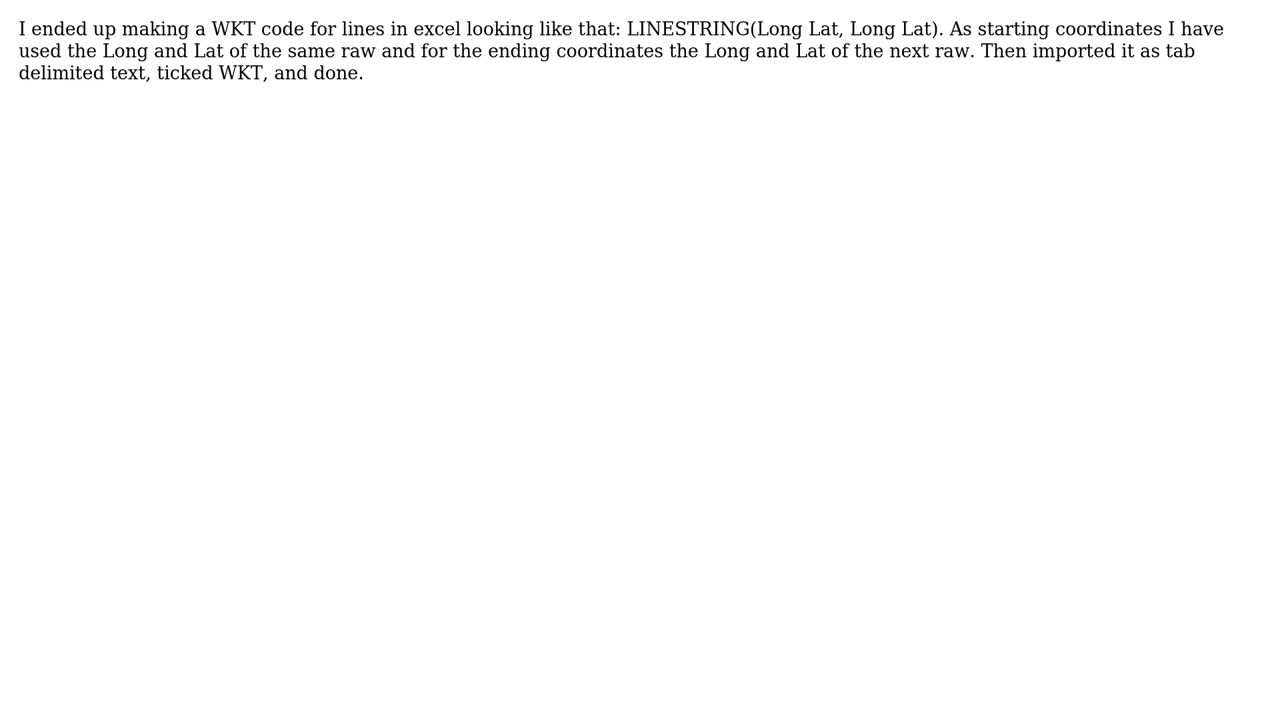 I ended up making a WKT code for lines in excel looking like that: LINESTRING(Long Lat, Long Lat). As starting coordinates I have
used the Long and Lat of the same raw and for the ending coordinates the Long and Lat of the next raw. Then imported it as tab
delimited text, ticked WKT, and done.